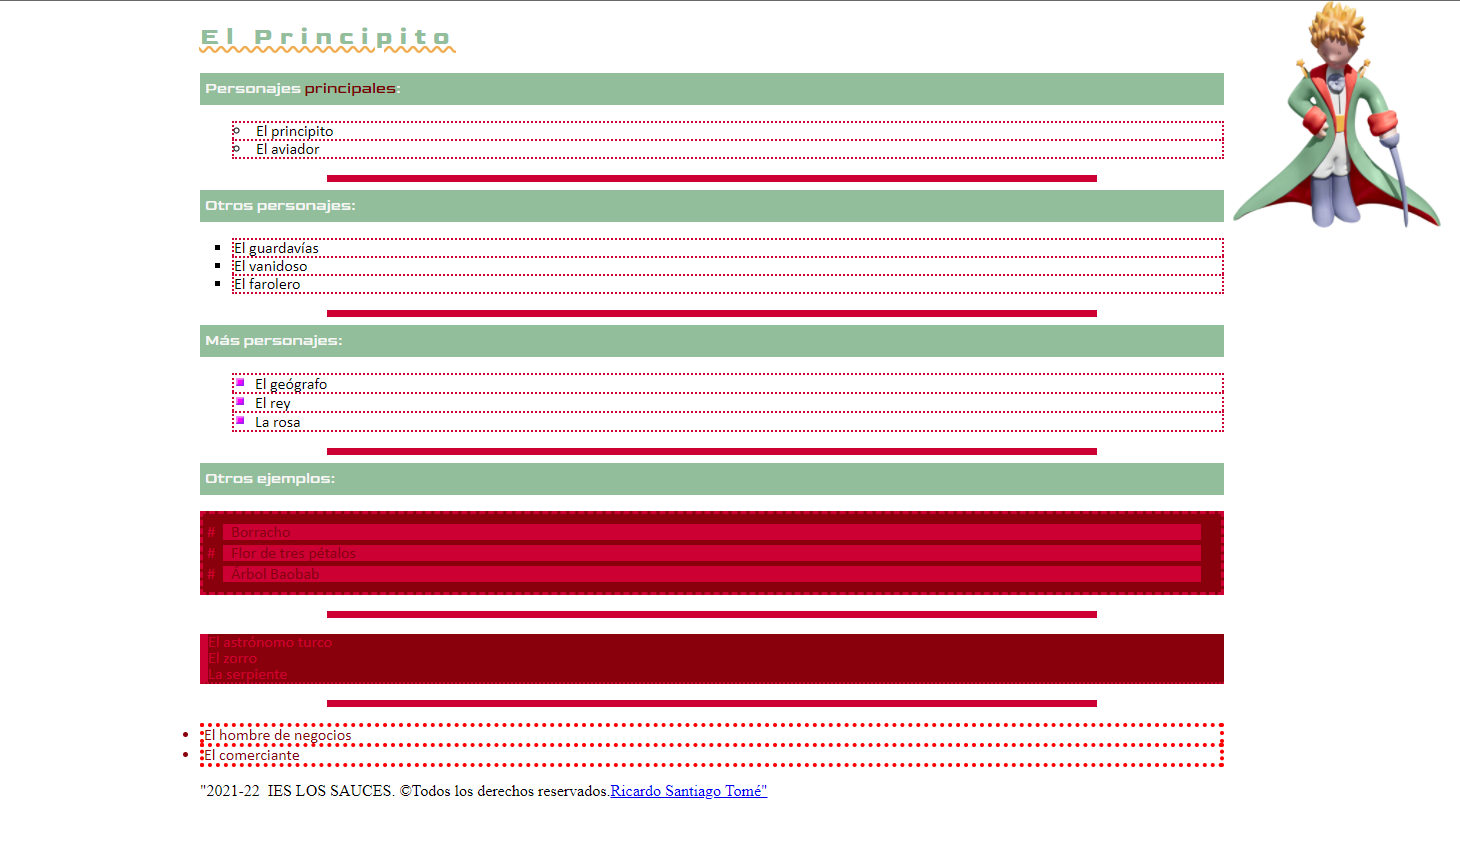 El Principito
Personajes principales:
El principito
El aviador
Otros personajes:
El guardavías
El vanidoso
El farolero
Más personajes:
El geógrafo
El rey
La rosa
Otros ejemplos:
# Borracho
# Flor de tres pétalos
# Árbol Baobab
El astrónomo turco
El zorro
La serpiente
El hombre de negocios
El comerciante
"2021-22  IES LOS SAUCES. ©Todos los derechos reservados.Ricardo Santiago Tomé"